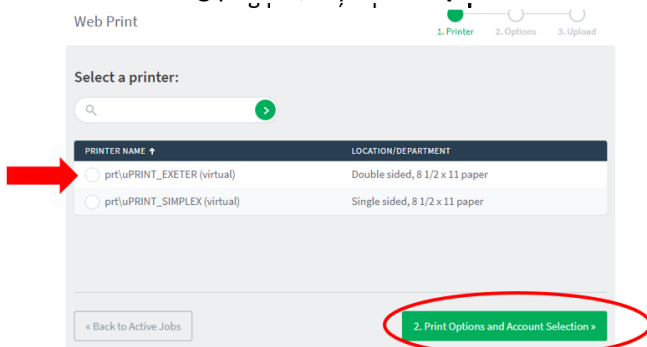 Web Print
1. Printer 2. Options 3. Upload
Select a printer:
PRINTER NAME ↑ LOCATION/DEPARTMENT
prt\uPRINT_EXETER (virtual) Double sided, 8 1/2 x 11 paper
prt\uPRINT_SIMPLEX (virtual) Single sided, 8 1/2 x 11 paper
« Back to Active Jobs 2. Print Options and Account Selection »